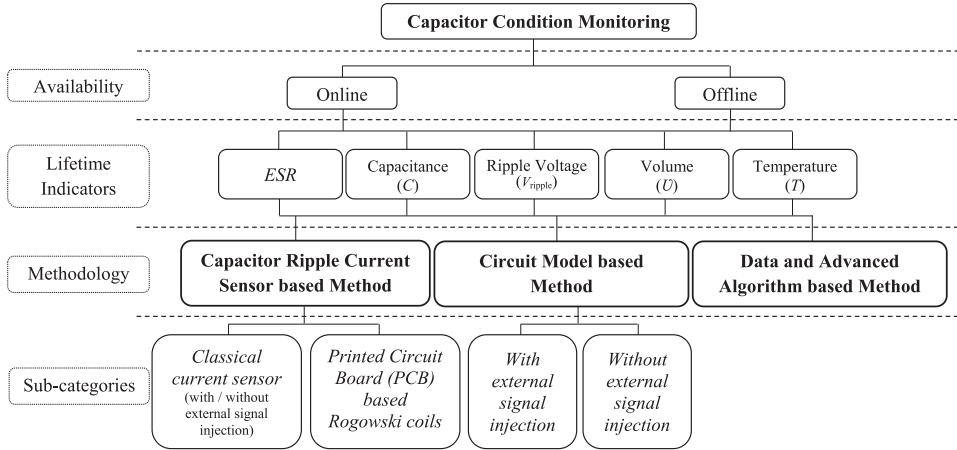 Capacitor Condition Monitoring
Availability
Online
Offline
Lifetime
Indicators
ESR
Capacitance
(C)
Ripple Voltage
(Vripple)
Volume
(U)
Temperature
(T)
Methodology
Capacitor Ripple Current
Sensor based Method
Circuit Model based
Method
Data and Advanced
Algorithm based Method
Sub-categories
Classical
current sensor
(with / without
external signal
injection)
Printed Circuit
Board (PCB)
based
Rogowski coils
With
external
signal
injection
Without
external
signal
injection